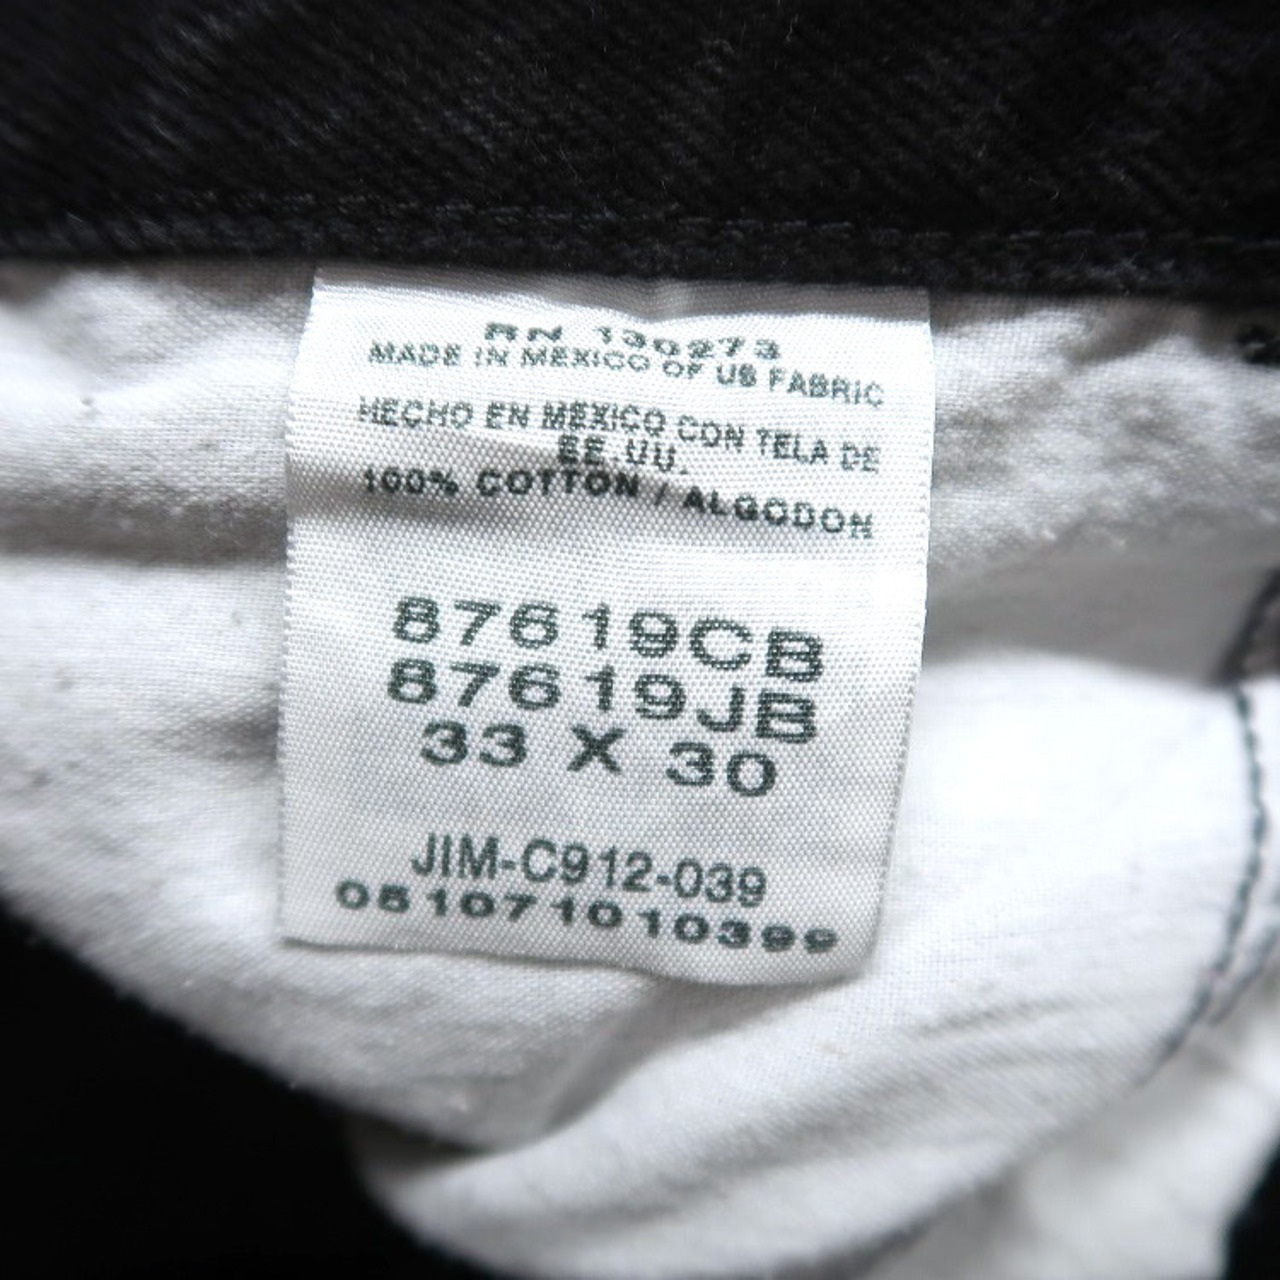 RN 130273
MADE IN MEXICO OF US FABRIC
HECHO EN MÉXICO CON TELA DE
EE.UU.
100% COTTON / ALGODON
87619CB
87619JB
33 X 30
JIM-C912-039
051071010399